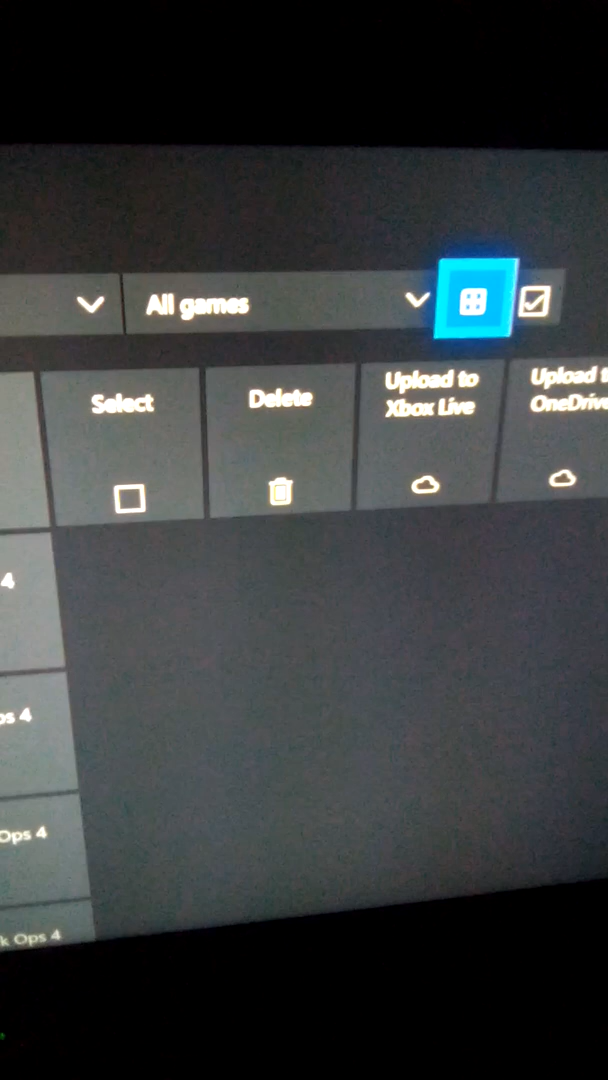 All games
Select
Delete
Upload to
Xbox Live
Upload t
OneDrive
4
ps 4
Ops 4
k Ops 4